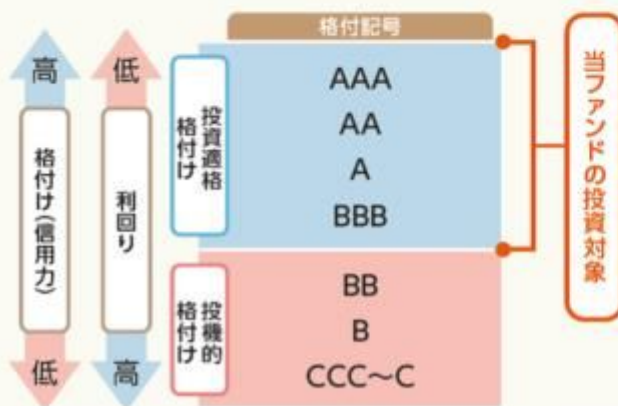 格付記号
高
格付け(信用力)
低
低
利回り
高
投資適格
格付け
AAA
AA
A
BBB
投機的
格付け
BB
B
CCC～C
当ファンドの投資対象